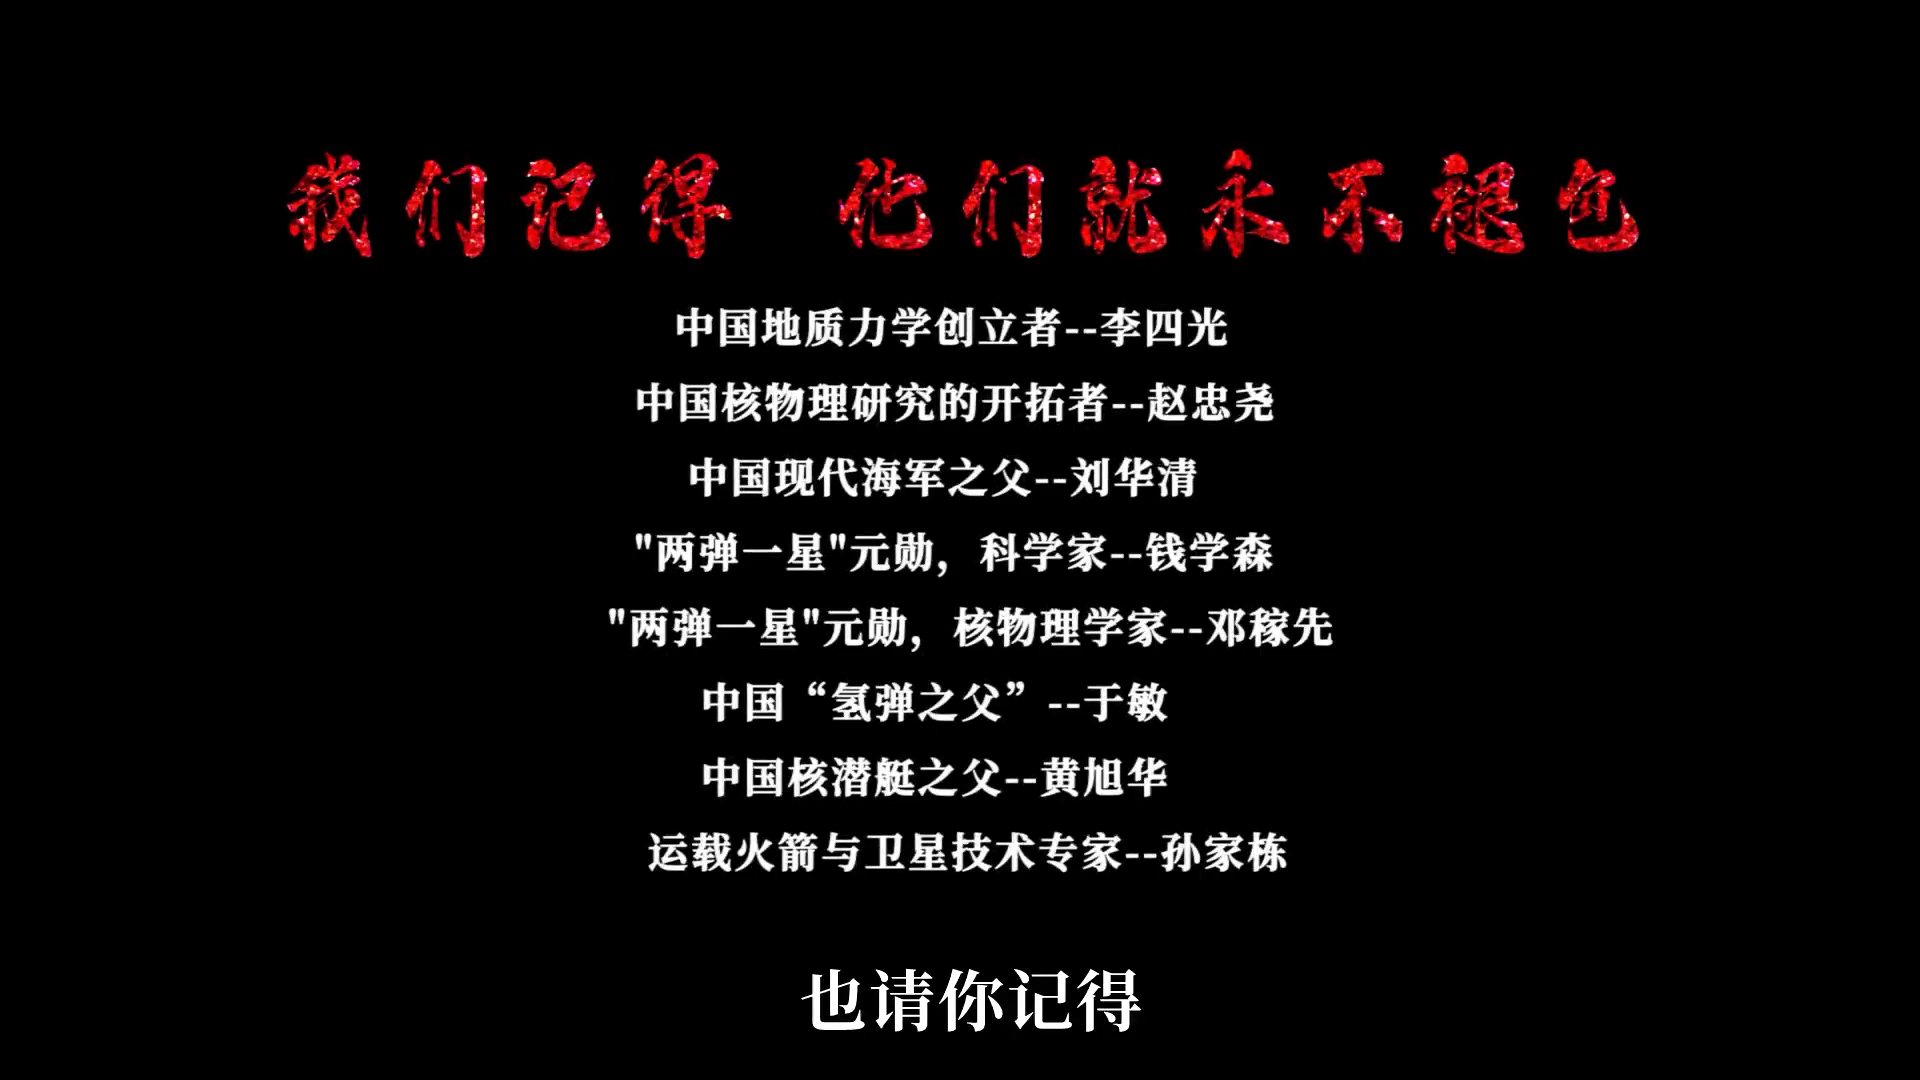 我们记得 他们就永不褪色
中国地质力学创立者--李四光
中国核物理研究的开拓者--赵忠尧
中国现代海军之父--刘华清
"两弹一星"元勋，科学家--钱学森
"两弹一星"元勋，核物理学家--邓稼先
中国“氢弹之父”--于敏
中国核潜艇之父--黄旭华
运载火箭与卫星技术专家--孙家栋
也请你记得